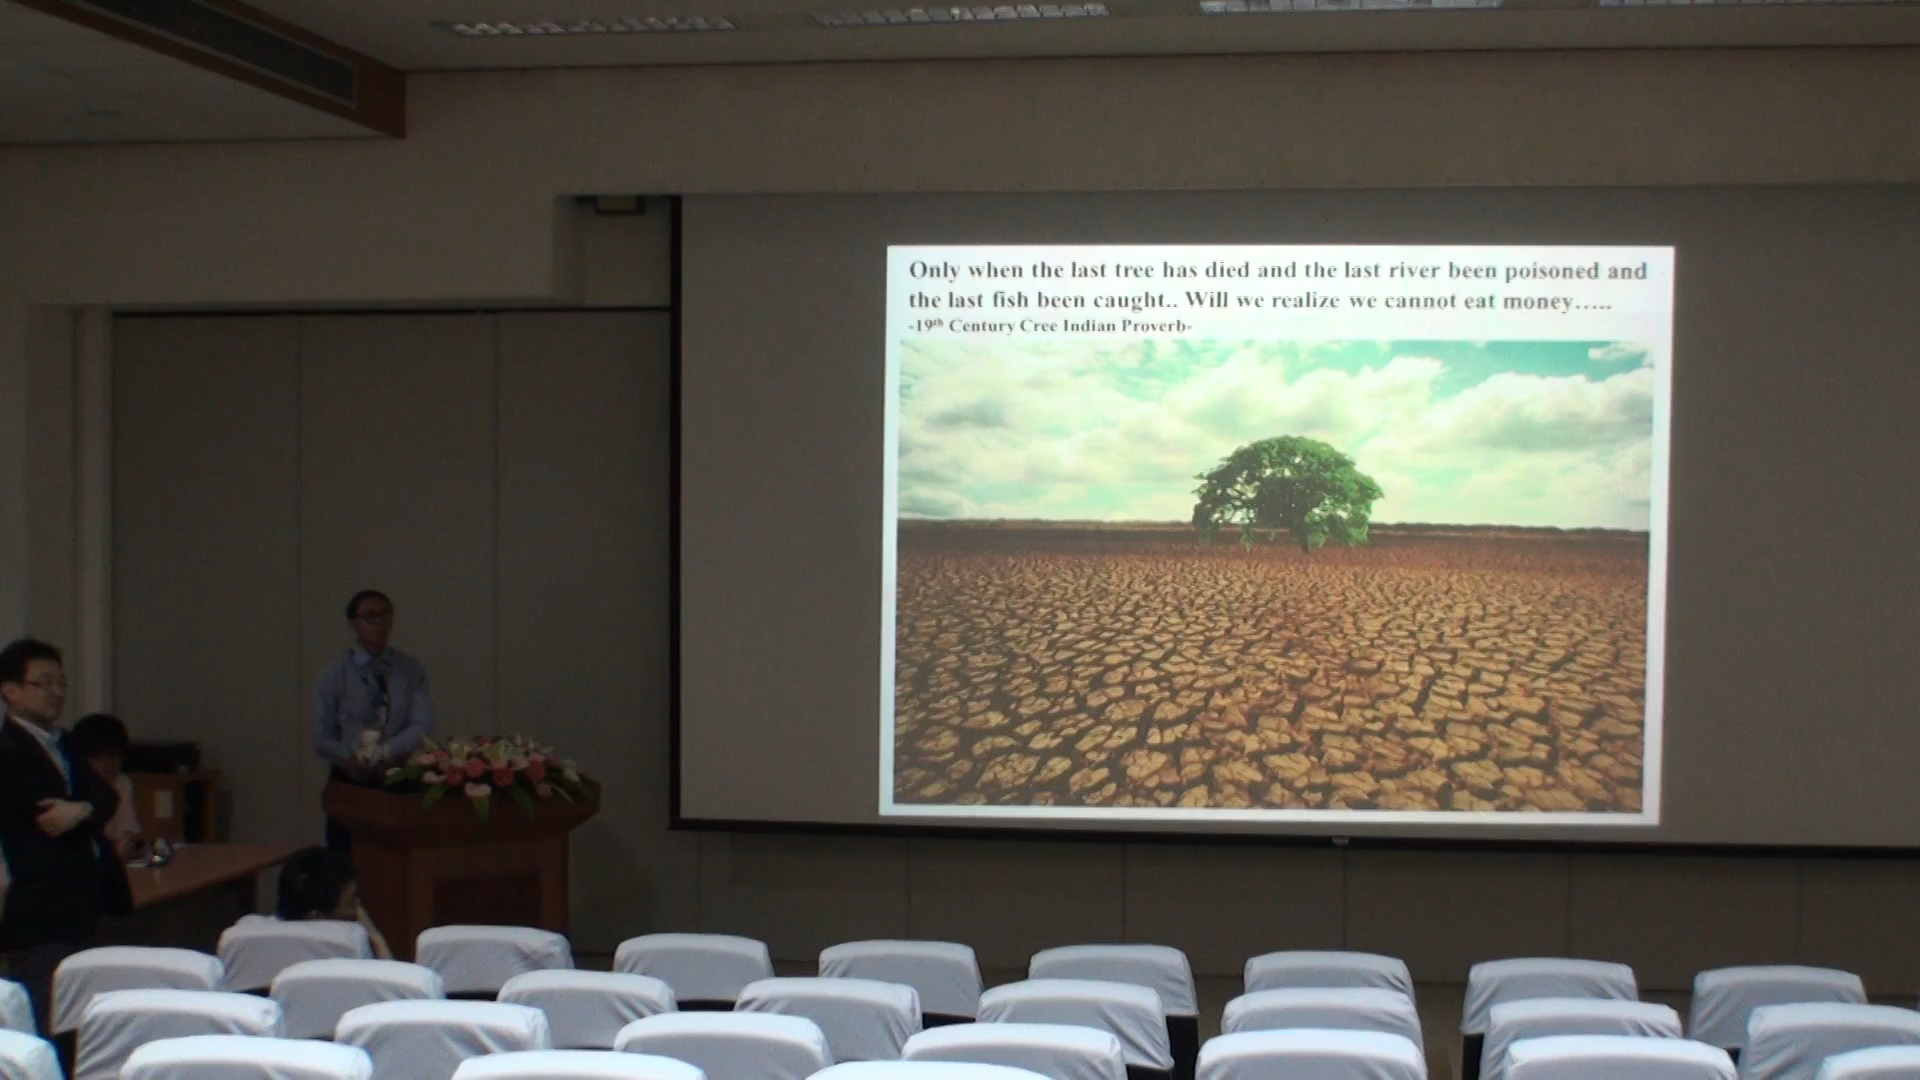 Only when the last tree has died and the last river been poisoned and
the last fish been caught.. Will we realize we cannot eat money…..
-19th Century Cree Indian Proverb-